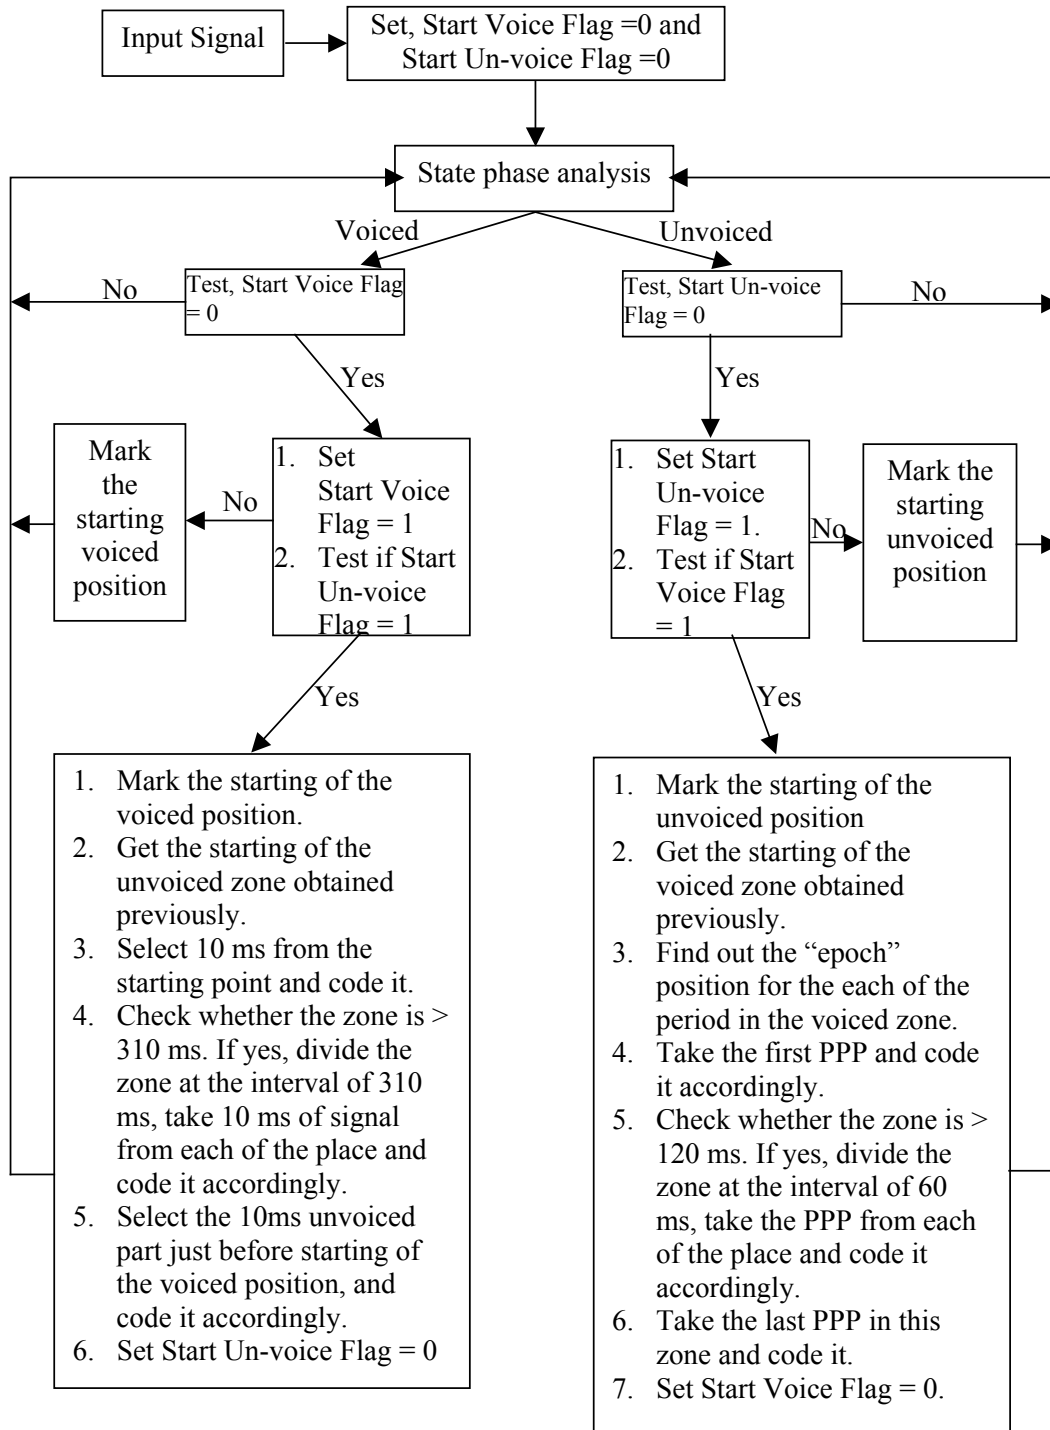 Input Signal
Set, Start Voice Flag =0 and
Start Un-voice Flag =0
State phase analysis
Voiced
Unvoiced
No
Test, Start Voice Flag
= 0
Test, Start Un-voice
Flag = 0
No
Yes
Yes
Mark
the
starting
voiced
position
No
1. Set
Start Voice
Flag = 1
2. Test if Start
Un-voice
Flag = 1
1. Set Start
Un-voice
Flag = 1.
2. Test if Start
Voice Flag
= 1
No
Mark the
starting
unvoiced
position
Yes
Yes
1. Mark the starting of the
voiced position.
2. Get the starting of the
unvoiced zone obtained
previously.
3. Select 10 ms from the
starting point and code it.
4. Check whether the zone is >
310 ms. If yes, divide the
zone at the interval of 310
ms, take 10 ms of signal
from each of the place and
code it accordingly.
5. Select the 10ms unvoiced
part just before starting of
the voiced position, and
code it accordingly.
6. Set Start Un-voice Flag = 0
1. Mark the starting of the
unvoiced position
2. Get the starting of the
voiced zone obtained
previously.
3. Find out the “epoch”
position for the each of the
period in the voiced zone.
4. Take the first PPP and code
it accordingly.
5. Check whether the zone is >
120 ms. If yes, divide the
zone at the interval of 60
ms, take the PPP from each
of the place and code it
accordingly.
6. Take the last PPP in this
zone and code it.
7. Set Start Voice Flag = 0.